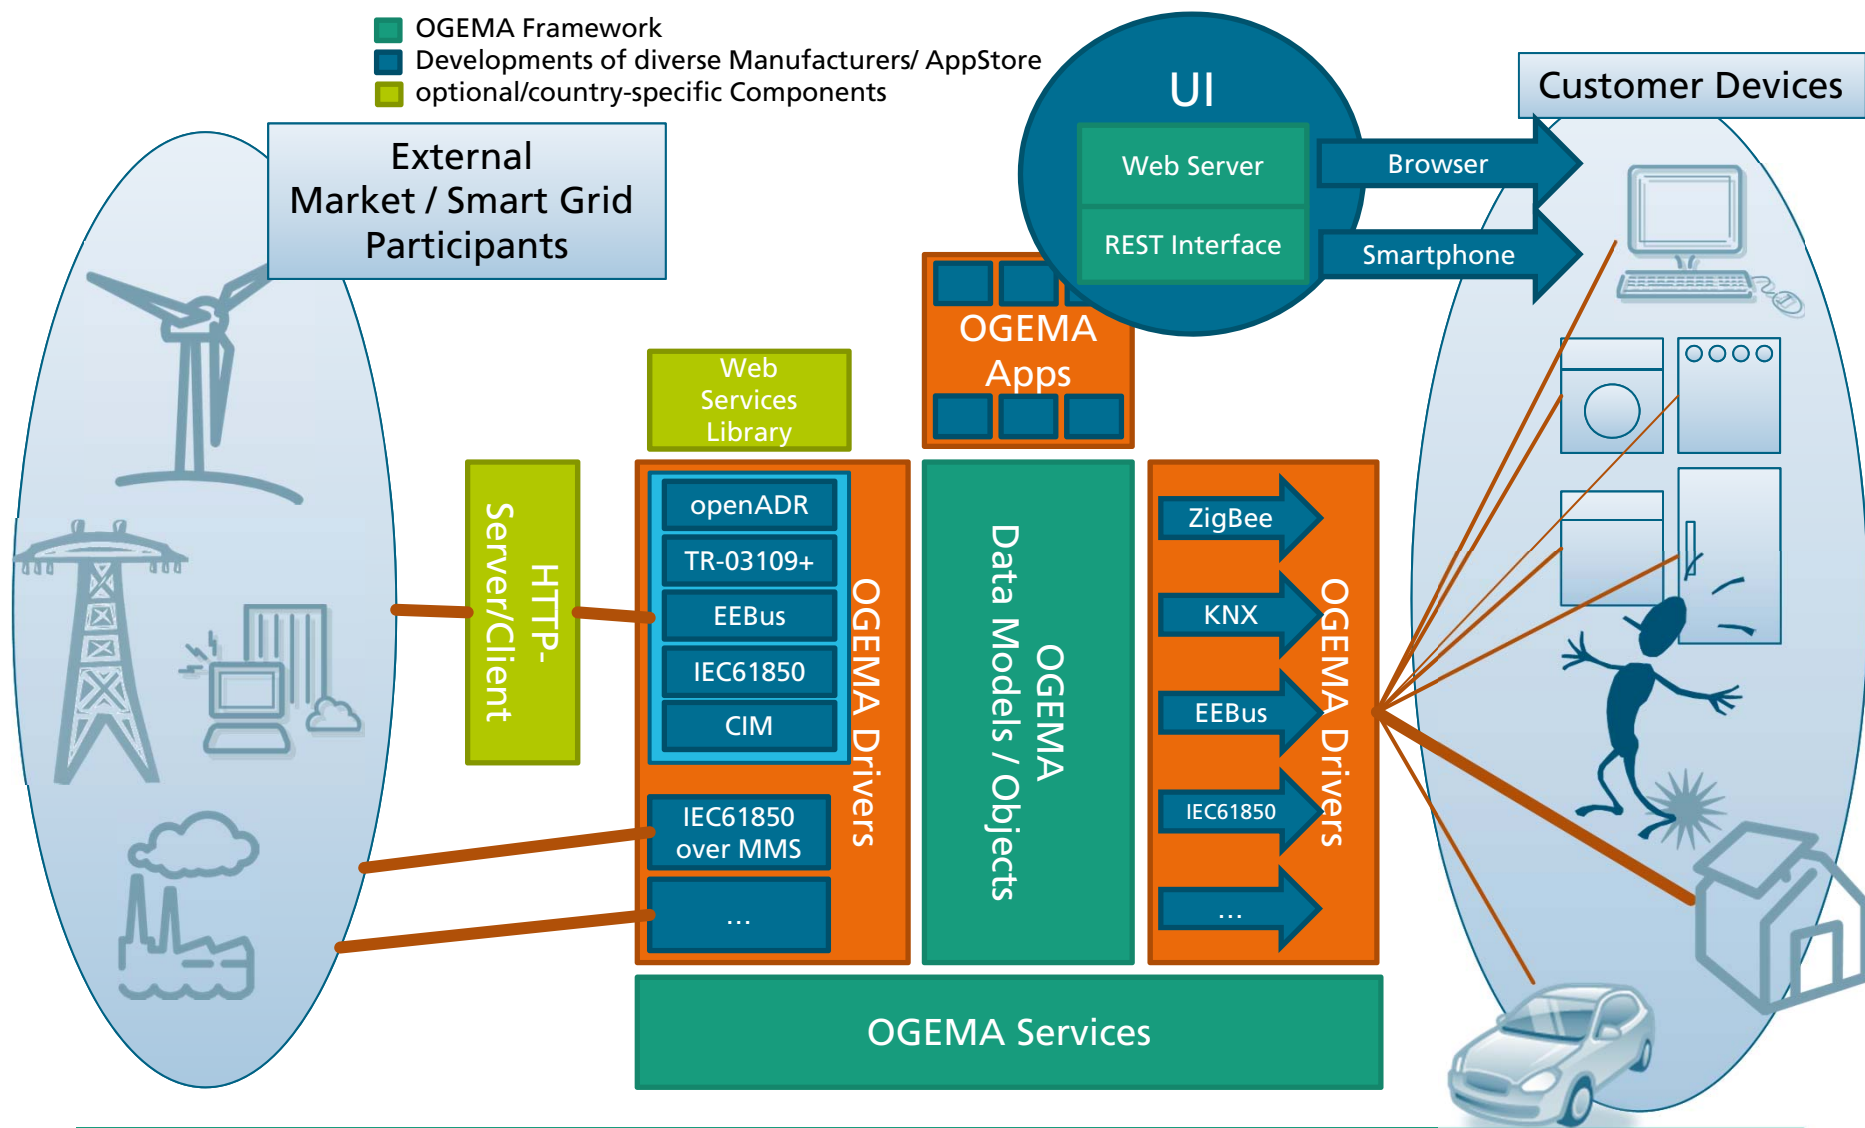 OGEMA Framework
Developments of diverse Manufacturers/ AppStore
optional/country-specific Components
External
Market / Smart Grid
Participants
UI
Web Server
REST Interface
Browser
Smartphone
Customer Devices
OGEMA
Apps
Web
Services
Library
HTTP-
Server/Client
openADR
TR-03109+
EEBus
IEC61850
CIM
IEC61850
over MMS
...
OGEMA Drivers
OGEMA
Data Models / Objects
ZigBee
KNX
EEBus
IEC61850
...
OGEMA Drivers
OGEMA Services